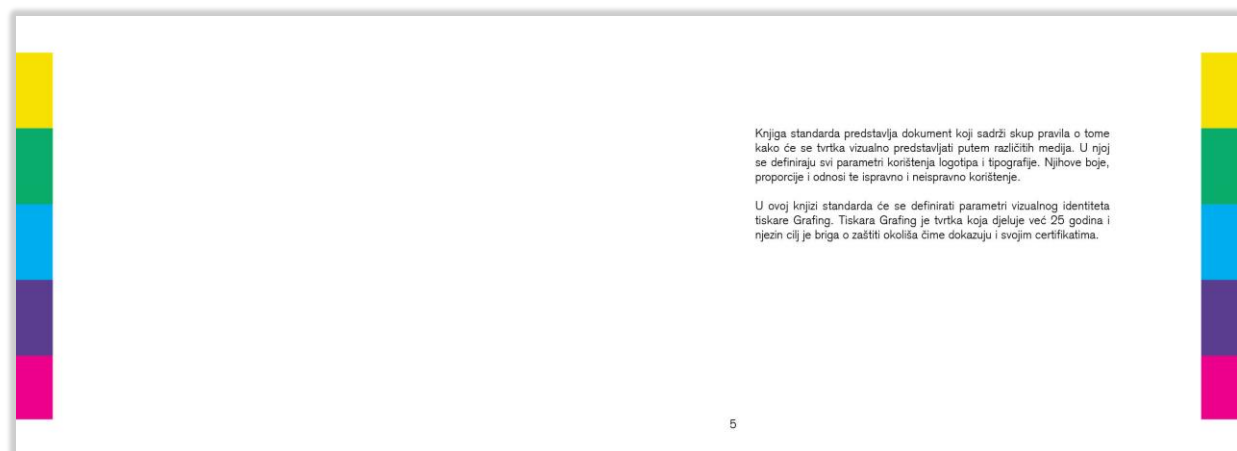 Knjiga standarda predstavlja dokument koji sadrži skup pravila o tome
kako će se tvrtka vizualno predstavljati putem različitih medija. U njoj
se definiraju svi parametri korištenja logotipa i tipografije. Njihove boje,
proporcije i odnosi te ispravno i neispravno korištenje.
U ovoj knjizi standarda će se definirati parametri vizualnog identiteta
tiskare Grafing. Tiskara Grafing je tvrtka koja djeluje već 25 godina i
njezin cilj je briga o zaštiti okoliša čime dokazuju i svojim certifikatima.
5